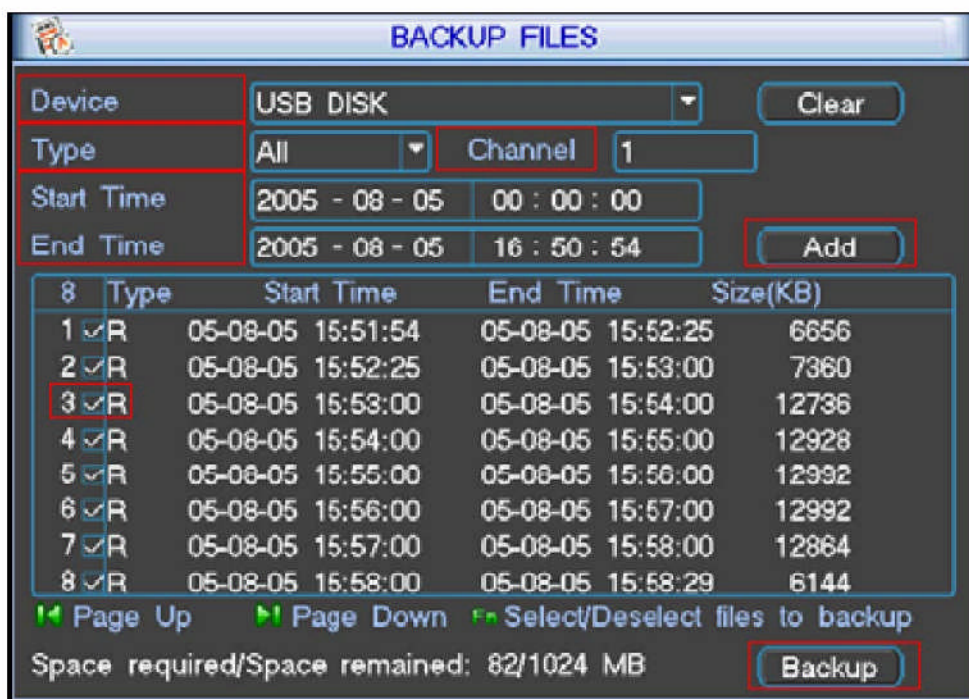 BACKUP FILES
Device USB DISK Clear
Type All Channel 1
Start Time 2005 - 08 - 05 00 : 00 : 00
End Time 2005 - 08 - 05 16 : 50 : 54 Add
8 Type Start Time End Time Size(KB)
1 R 05-08-05 15:51:54 05-08-05 15:52:25 6656
2 R 05-08-05 15:52:25 05-08-05 15:53:00 7360
3 R 05-08-05 15:53:00 05-08-05 15:54:00 12736
4 R 05-08-05 15:54:00 05-08-05 15:55:00 12928
5 R 05-08-05 15:55:00 05-08-05 15:56:00 12992
6 R 05-08-05 15:56:00 05-08-05 15:57:00 12992
7 R 05-08-05 15:57:00 05-08-05 15:58:00 12864
8 R 05-08-05 15:58:00 05-08-05 15:58:29 6144
Page Up Page Down Fn Select/Deselect files to backup
Space required/Space remained: 82/1024 MB Backup